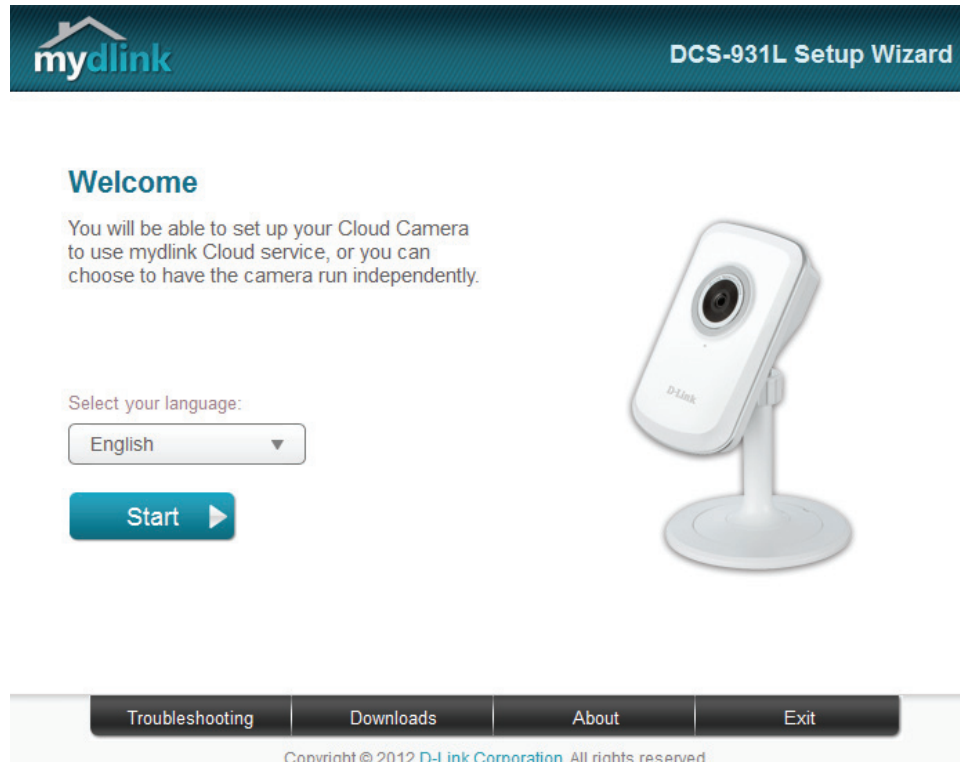 mydlink
DCS-931L Setup Wizard
Welcome
You will be able to set up your Cloud Camera
to use mydlink Cloud service, or you can
choose to have the camera run independently.
Select your language:
English
D-Link
Start
Troubleshooting
Downloads
About
Exit
Copyright © 2012 D-Link Corporation. All rights reserved.